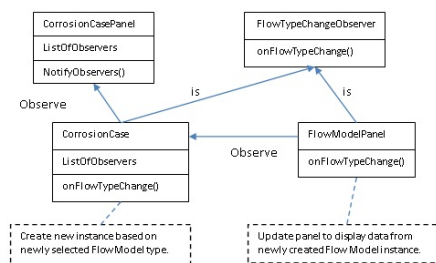 CorrosionCasePanel
ListOfObservers
NotifyObservers()
FlowTypeChangeObserver
onFlowTypeChange()
is
is
Observe
CorrosionCase
ListOfObservers
onFlowTypeChange()
Observe
FlowModelPanel
onFlowTypeChange()
Create new instance based on
newly selected FlowModel type.
Update panel to display data from
newly created Flow Model instance.